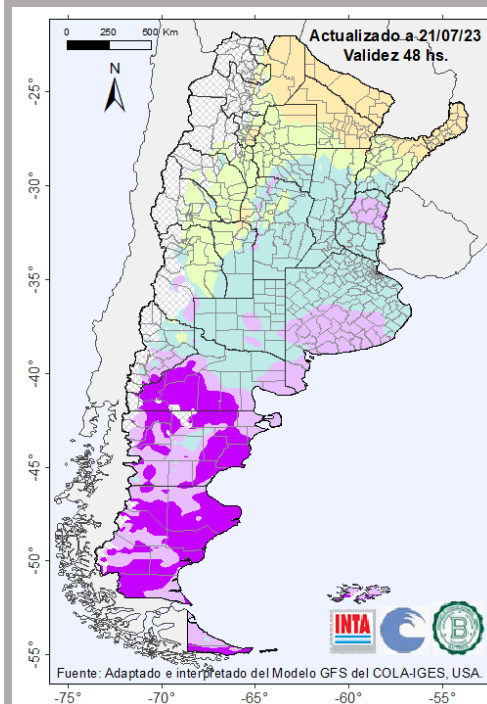 0 250 500 Km
Actualizado a 21/07/23
Validez 48 hs.
N
-25°
-30°
-35°
-40°
-45°
-50°
-55°
INTA
B
Fuente: Adaptado e interpretado del Modelo GFS del COLA-IGES, USA.
-75 -70 -65 -60 -55